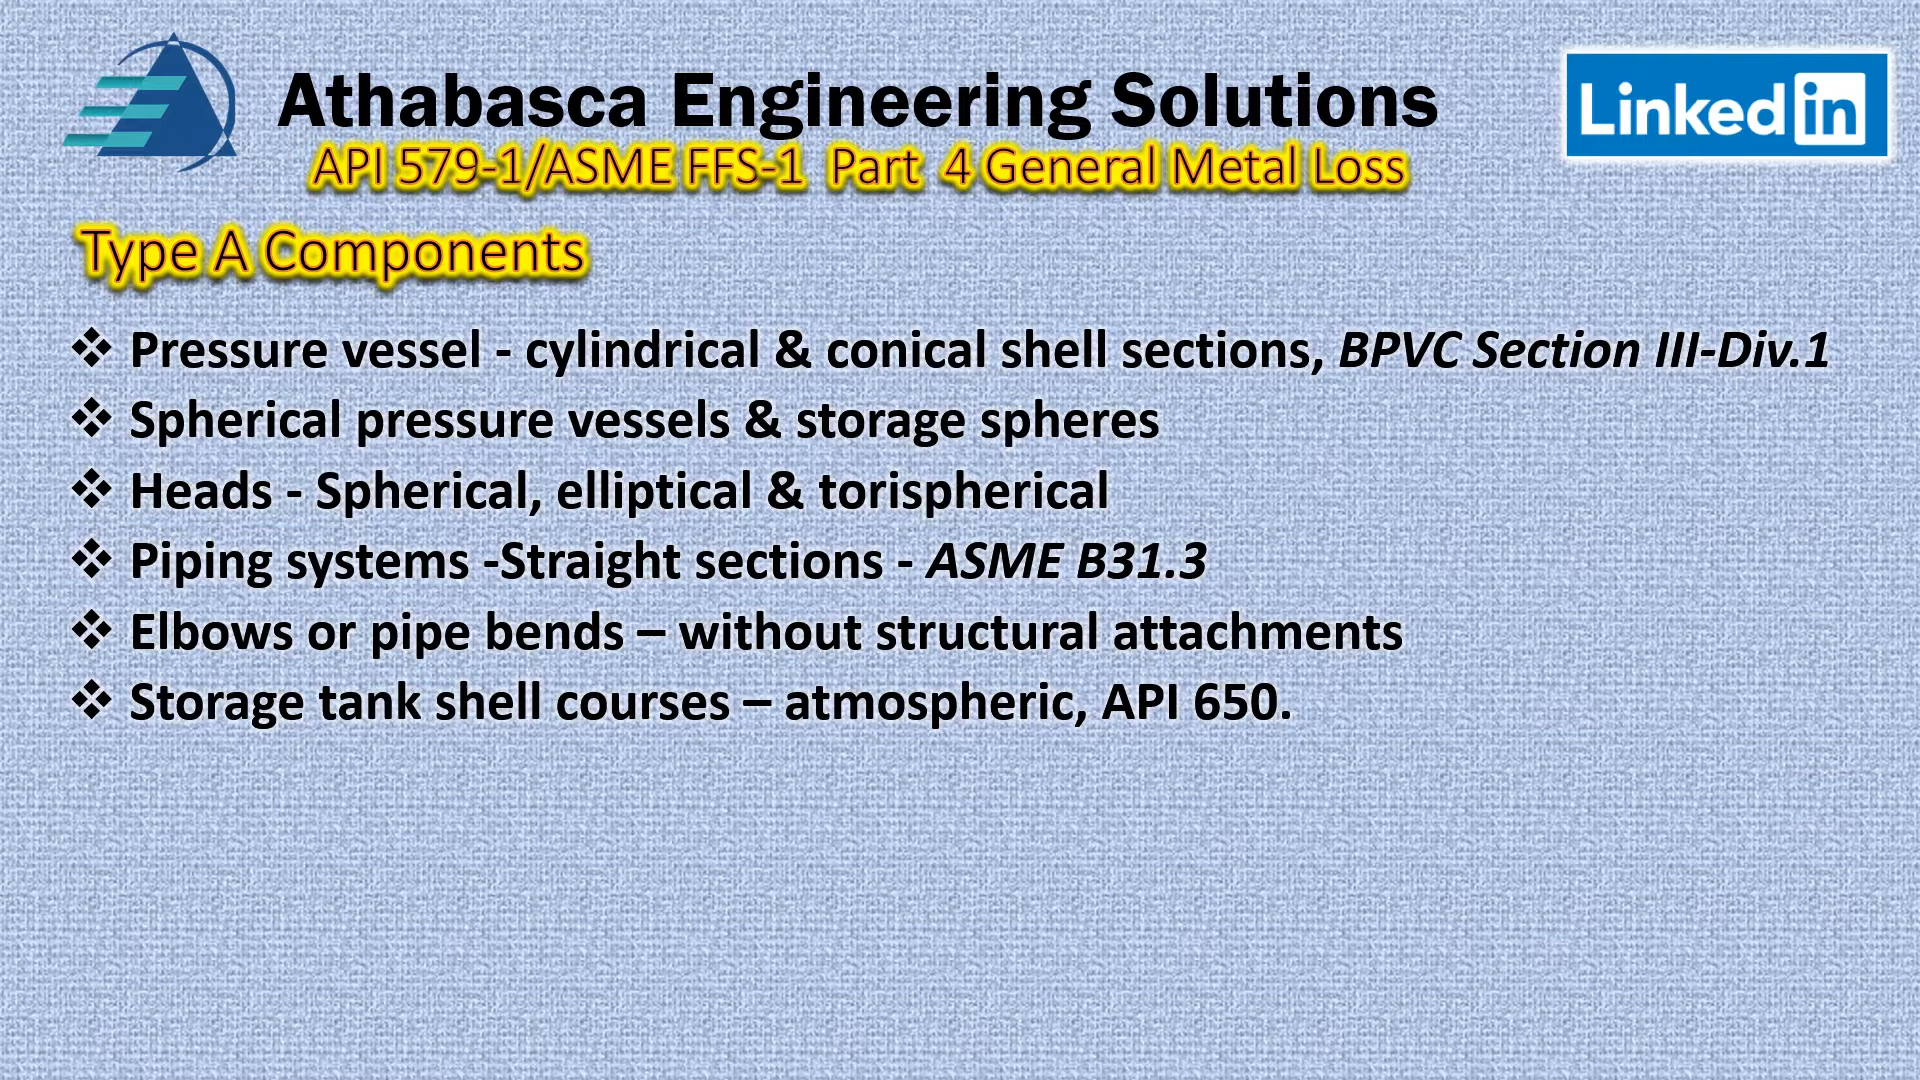 Athabasca Engineering Solutions
Linked in
API 579-1/ASME FFS-1 Part 4 General Metal Loss
Type A Components
❖ Pressure vessel - cylindrical & conical shell sections, BPVC Section III-Div.1
❖ Spherical pressure vessels & storage spheres
❖ Heads - Spherical, elliptical & torispherical
❖ Piping systems -Straight sections - ASME B31.3
❖ Elbows or pipe bends – without structural attachments
❖ Storage tank shell courses – atmospheric, API 650.